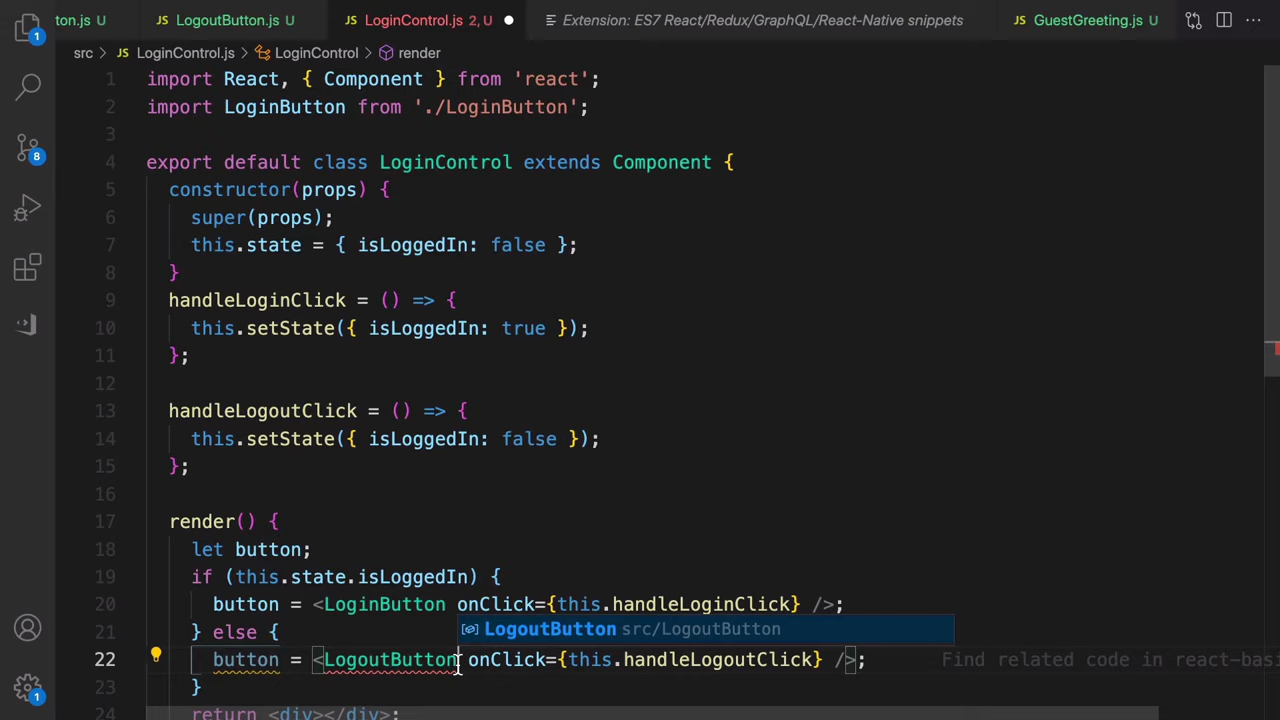 ton.js U LogoutButton.js U JS LoginControl.js 2, U Extension: ES7 React/Redux/GraphQL/React-Native snippets JS GuestGreeting.js U
src > JS LoginControl.js > LoginControl > render
1 import React, { Component } from 'react';
2 import LoginButton from './LoginButton';
3
4 export default class LoginControl extends Component {
5 constructor(props) {
6 super(props);
7 this.state = { isLoggedIn: false };
8 }
9 handleLoginClick = () => {
10 this.setState({ isLoggedIn: true });
11 };
12
13 handleLogoutClick = () => {
14 this.setState({ isLoggedIn: false });
15 };
16
17 render() {
18 let button;
19 if (this.state.isLoggedIn) {
20 button = <LoginButton onClick={this.handleLoginClick} />;
21 } else {
LogoutButton src/LogoutButton
22 button = <LogoutButton onClick={this.handleLogoutClick} />; Find related code in react-basi
23 }
24 return <div></div>;
1
8
1